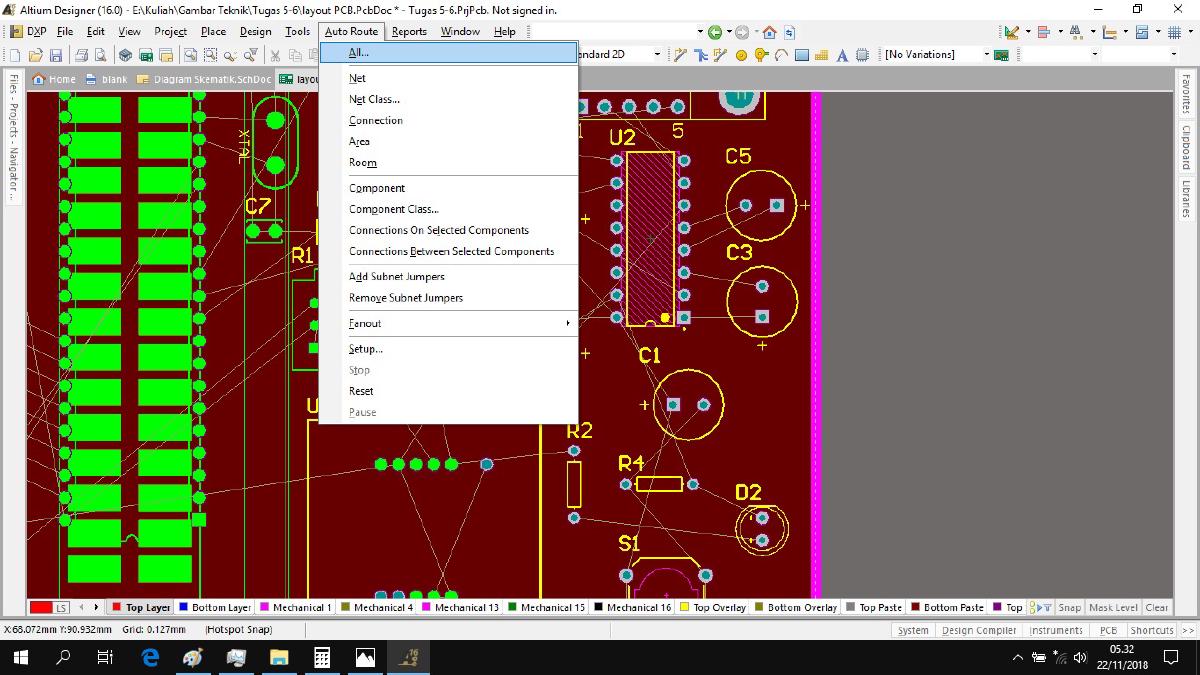 Altium Designer (16.0) - E:\Kuliah\Gambar Teknik\Tugas 5-6\layout PCB.PcbDoc * - Tugas 5-6.PrjPcb. Not signed in.
DXP File Edit View Project Place Design Tools Auto Route Reports Window Help
All...
andard 2D
[No Variations]
Home blank Diagram Skematik.SchDoc layou
Net
Net Class...
Connection
Area
Room
Component
Component Class...
Connections On Selected Components
Connections Between Selected Components
Add Subnet Jumpers
Remove Subnet Jumpers
Fanout
Setup...
Stop
Reset
Pause
Files
Projects
Navigator
Favorites
Clipboard
Libraries
XTAL
C7
R1
U
1
5
U2
C5
C3
C1
R2
R4
D2
S1
LS Top Layer Bottom Layer Mechanical 1 Mechanical 4 Mechanical 13 Mechanical 15 Mechanical 16 Top Overlay Bottom Overlay Top Paste Bottom Paste Top Snap Mask Level Clear
X:68.072mm Y:90.932mm Grid: 0.127mm (Hotspot Snap)
System Design Compiler Instruments PCB Shortcuts >>
16
05.32
22/11/2018